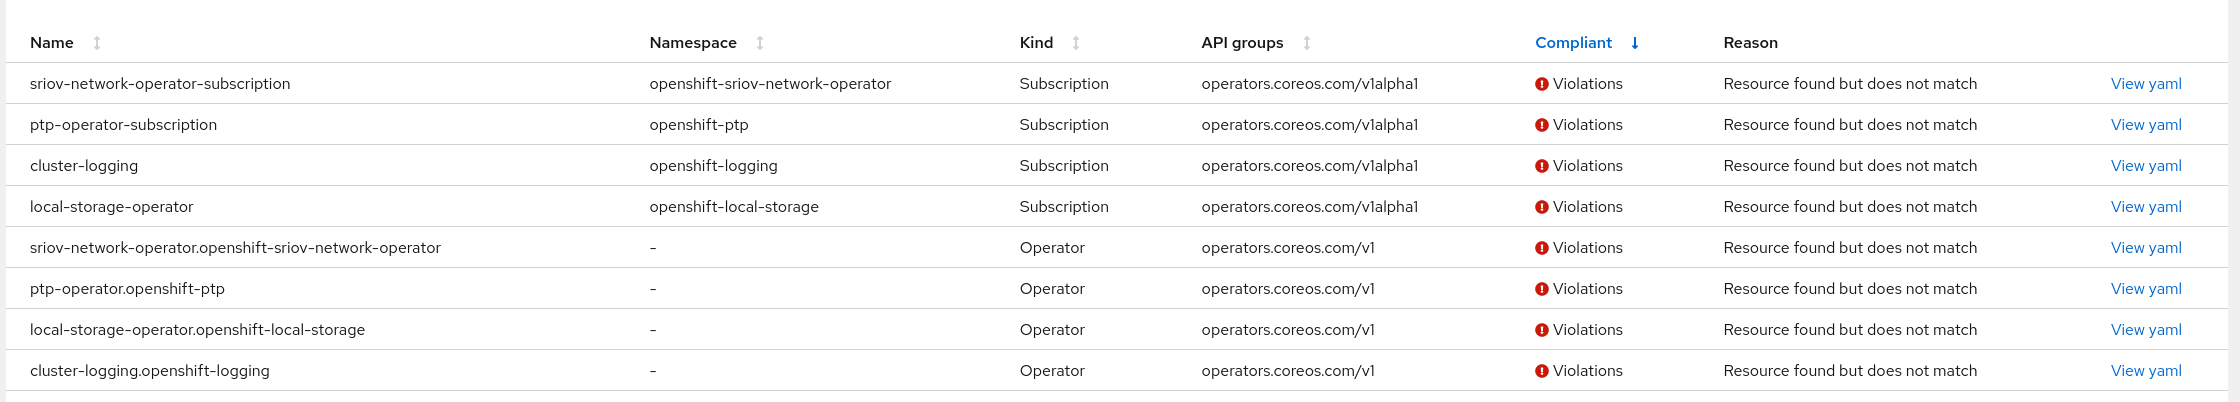 Name Namespace Kind API groups Compliant Reason
sriov-network-operator-subscription openshift-sriov-network-operator Subscription operators.coreos.com/v1alpha1 Violations Resource found but does not match View yaml
ptp-operator-subscription openshift-ptp Subscription operators.coreos.com/v1alpha1 Violations Resource found but does not match View yaml
cluster-logging openshift-logging Subscription operators.coreos.com/v1alpha1 Violations Resource found but does not match View yaml
local-storage-operator openshift-local-storage Subscription operators.coreos.com/v1alpha1 Violations Resource found but does not match View yaml
sriov-network-operator.openshift-sriov-network-operator - Operator operators.coreos.com/v1 Violations Resource found but does not match View yaml
ptp-operator.openshift-ptp - Operator operators.coreos.com/v1 Violations Resource found but does not match View yaml
local-storage-operator.openshift-local-storage - Operator operators.coreos.com/v1 Violations Resource found but does not match View yaml
cluster-logging.openshift-logging - Operator operators.coreos.com/v1 Violations Resource found but does not match View yaml